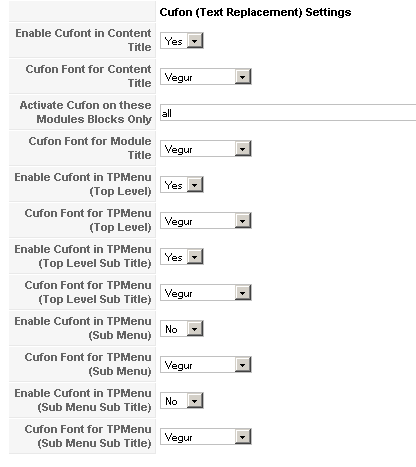 Cufon (Text Replacement) Settings
Enable Cufont in Content
Title
Yes
Cufon Font for Content
Title
Vegur
Activate Cufon on these
Modules Blocks Only
all
Cufon Font for Module
Title
Vegur
Enable Cufont in TPMenu
(Top Level)
Yes
Cufon Font for TPMenu
(Top Level)
Vegur
Enable Cufont in TPMenu
(Top Level Sub Title)
Yes
Cufon Font for TPMenu
(Top Level Sub Title)
Vegur
Enable Cufont in TPMenu
(Sub Menu)
No
Cufon Font for TPMenu
(Sub Menu)
Vegur
Enable Cufont in TPMenu
(Sub Menu Sub Title)
No
Cufon Font for TPMenu
(Sub Menu Sub Title)
Vegur